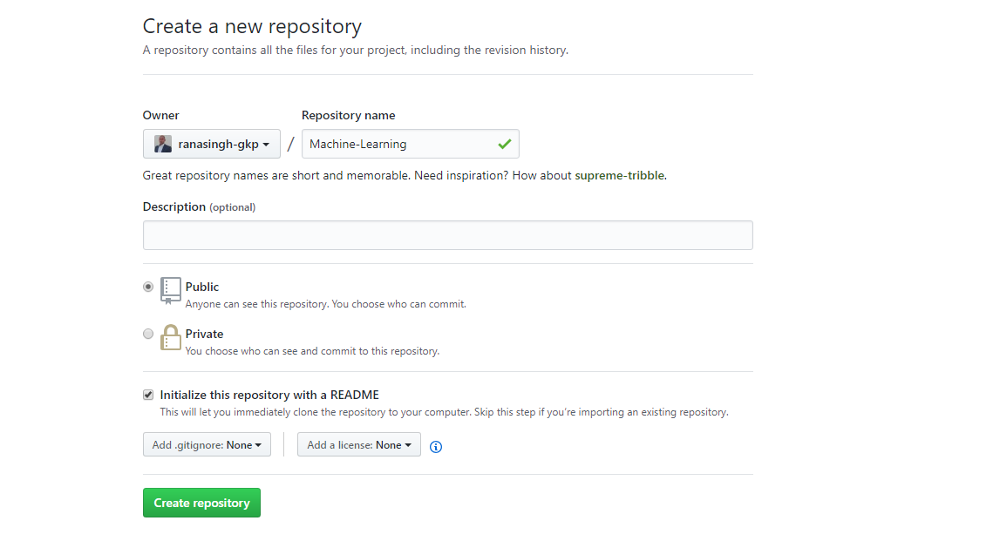 Create a new repository
A repository contains all the files for your project, including the revision history.
Owner Repository name
ranasingh-gkp / Machine-Learning
Great repository names are short and memorable. Need inspiration? How about supreme-tribble.
Description (optional)
Public
Anyone can see this repository. You choose who can commit.
Private
You choose who can see and commit to this repository.
Initialize this repository with a README
This will let you immediately clone the repository to your computer. Skip this step if you’re importing an existing repository.
Add .gitignore: None Add a license: None
Create repository